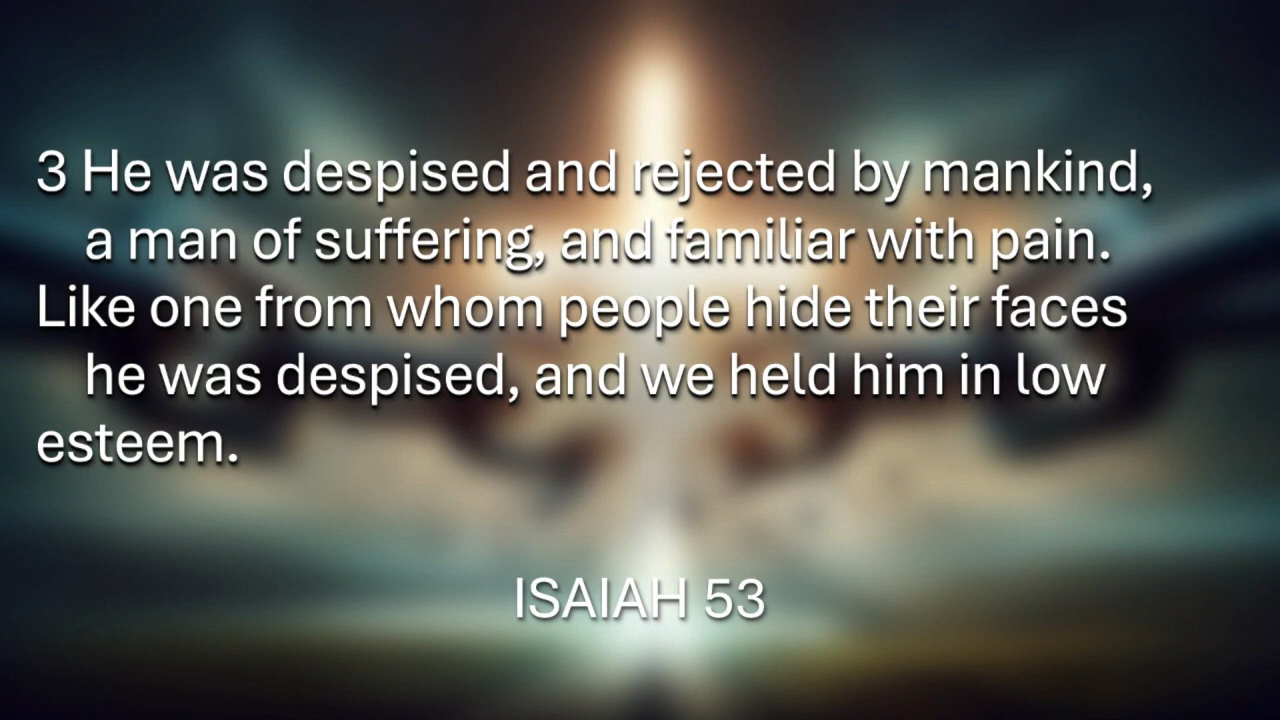 3 He was despised and rejected by mankind,
a man of suffering, and familiar with pain.
Like one from whom people hide their faces
he was despised, and we held him in low
esteem.
ISAIAH 53